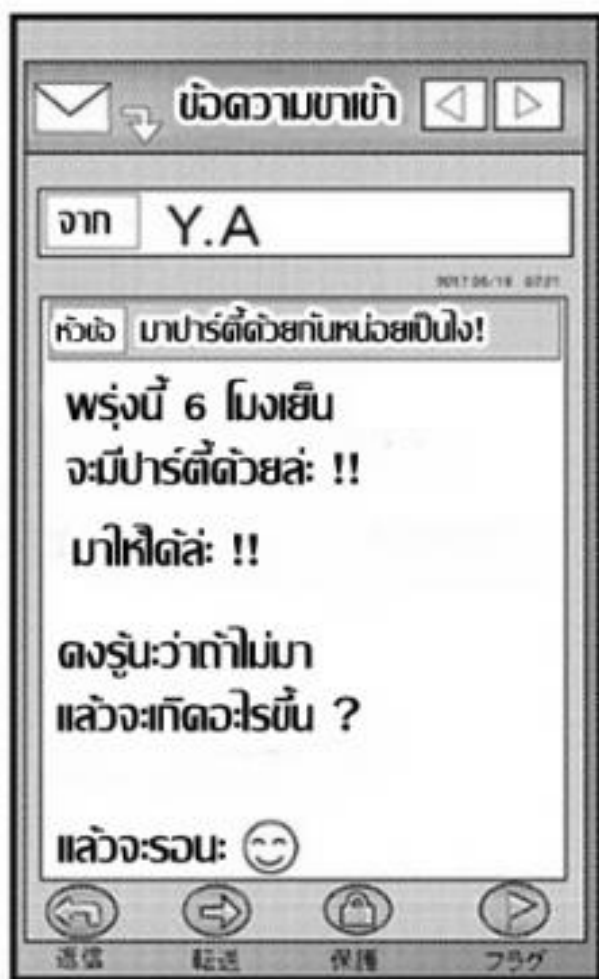 ข้อความขาเข้า
จาก Y.A
หัวข้อ มาปาร์ตี้ด้วยกันหน่อยเป็นไง!
พรุ่งนี้ 6 โมงเย็น
จะมีปาร์ตี้ด้วยล่ะ !!
มาให้ได้ล่ะ !!
คงรู้นะว่าถ้าไม่มา
แล้วจะเกิดอะไรขึ้น ?
แล้วจะรอนะ 😊
返信 転送 保護 フラグ